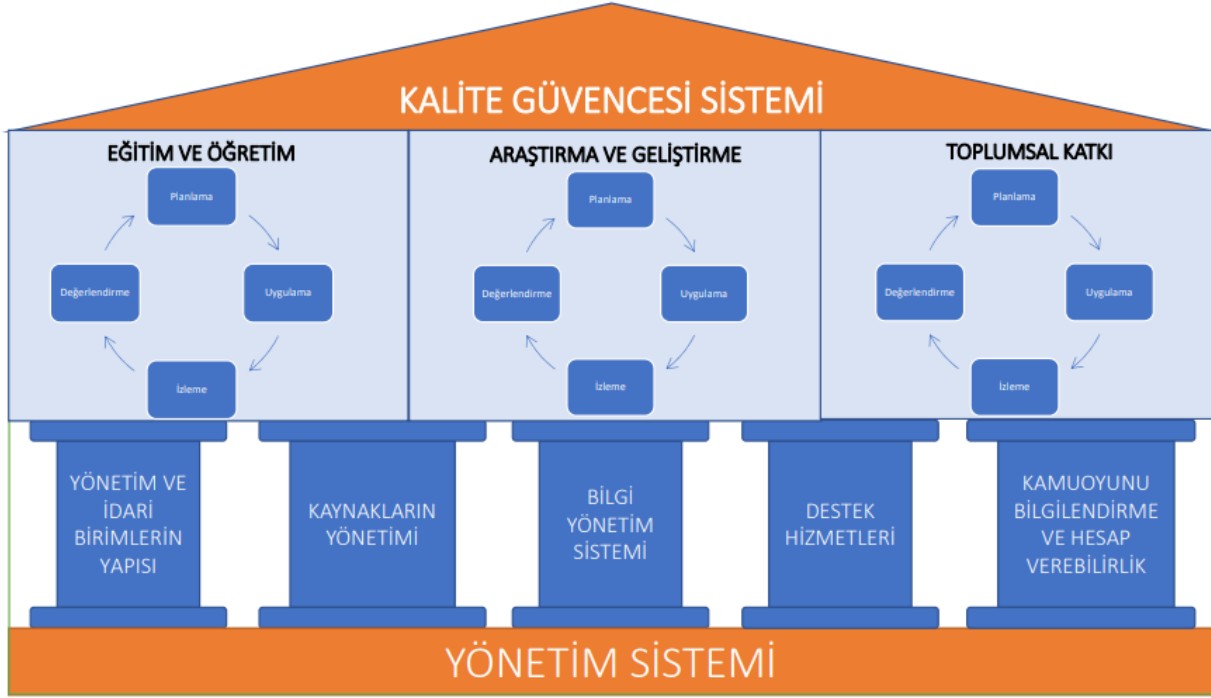 KALİTE GÜVENCESİ SİSTEMİ
EĞİTİM VE ÖĞRETİM
Planlama
Uygulama
İzleme
Değerlendirme
ARAŞTIRMA VE GELİŞTİRME
Planlama
Uygulama
İzleme
Değerlendirme
TOPLUMSAL KATKI
Planlama
Uygulama
İzleme
Değerlendirme
YÖNETİM VE
İDARİ
BİRİMLERİN
YAPISI
KAYNAKLARIN
YÖNETİMİ
BİLGİ
YÖNETİM
SİSTEMİ
DESTEK
HİZMETLERİ
KAMUOYUNU
BİLGİLENDİRME
VE HESAP
VEREBİLİRLİK
YÖNETİM SİSTEMİ